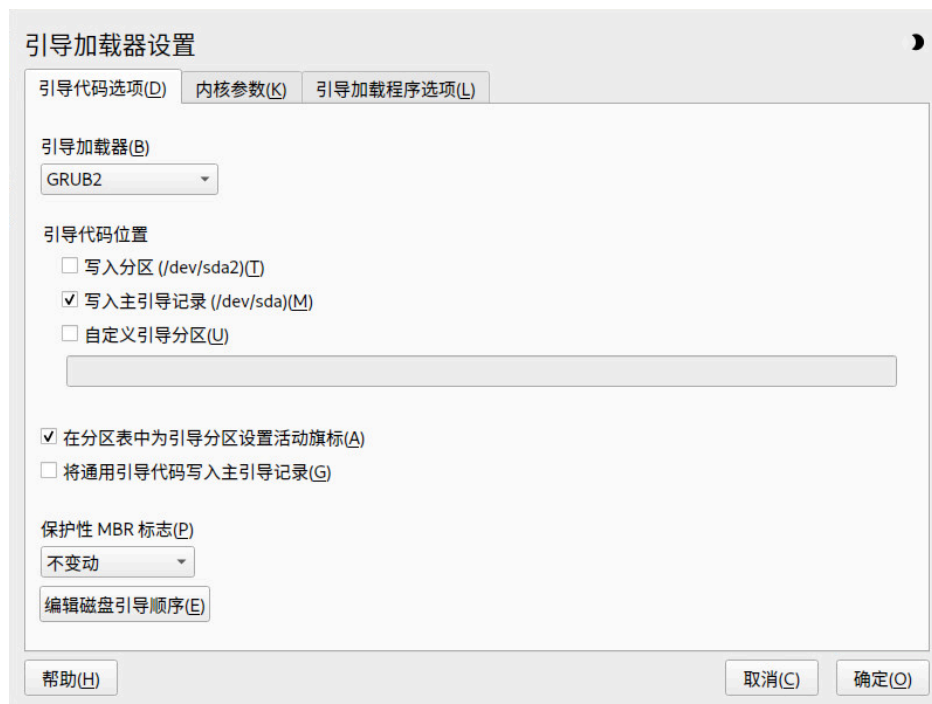 引导加载器设置
引导代码选项(D) 内核参数(K) 引导加载程序选项(L)
引导加载器(B)
GRUB2
引导代码位置
写入分区 (/dev/sda2)(T)
写入主引导记录 (/dev/sda)(M)
自定义引导分区(U)
在分区表中为引导分区设置活动旗标(A)
将通用引导代码写入主引导记录(G)
保护性 MBR 标志(P)
不变动
编辑磁盘引导顺序(E)
帮助(H) 取消(C) 确定(O)